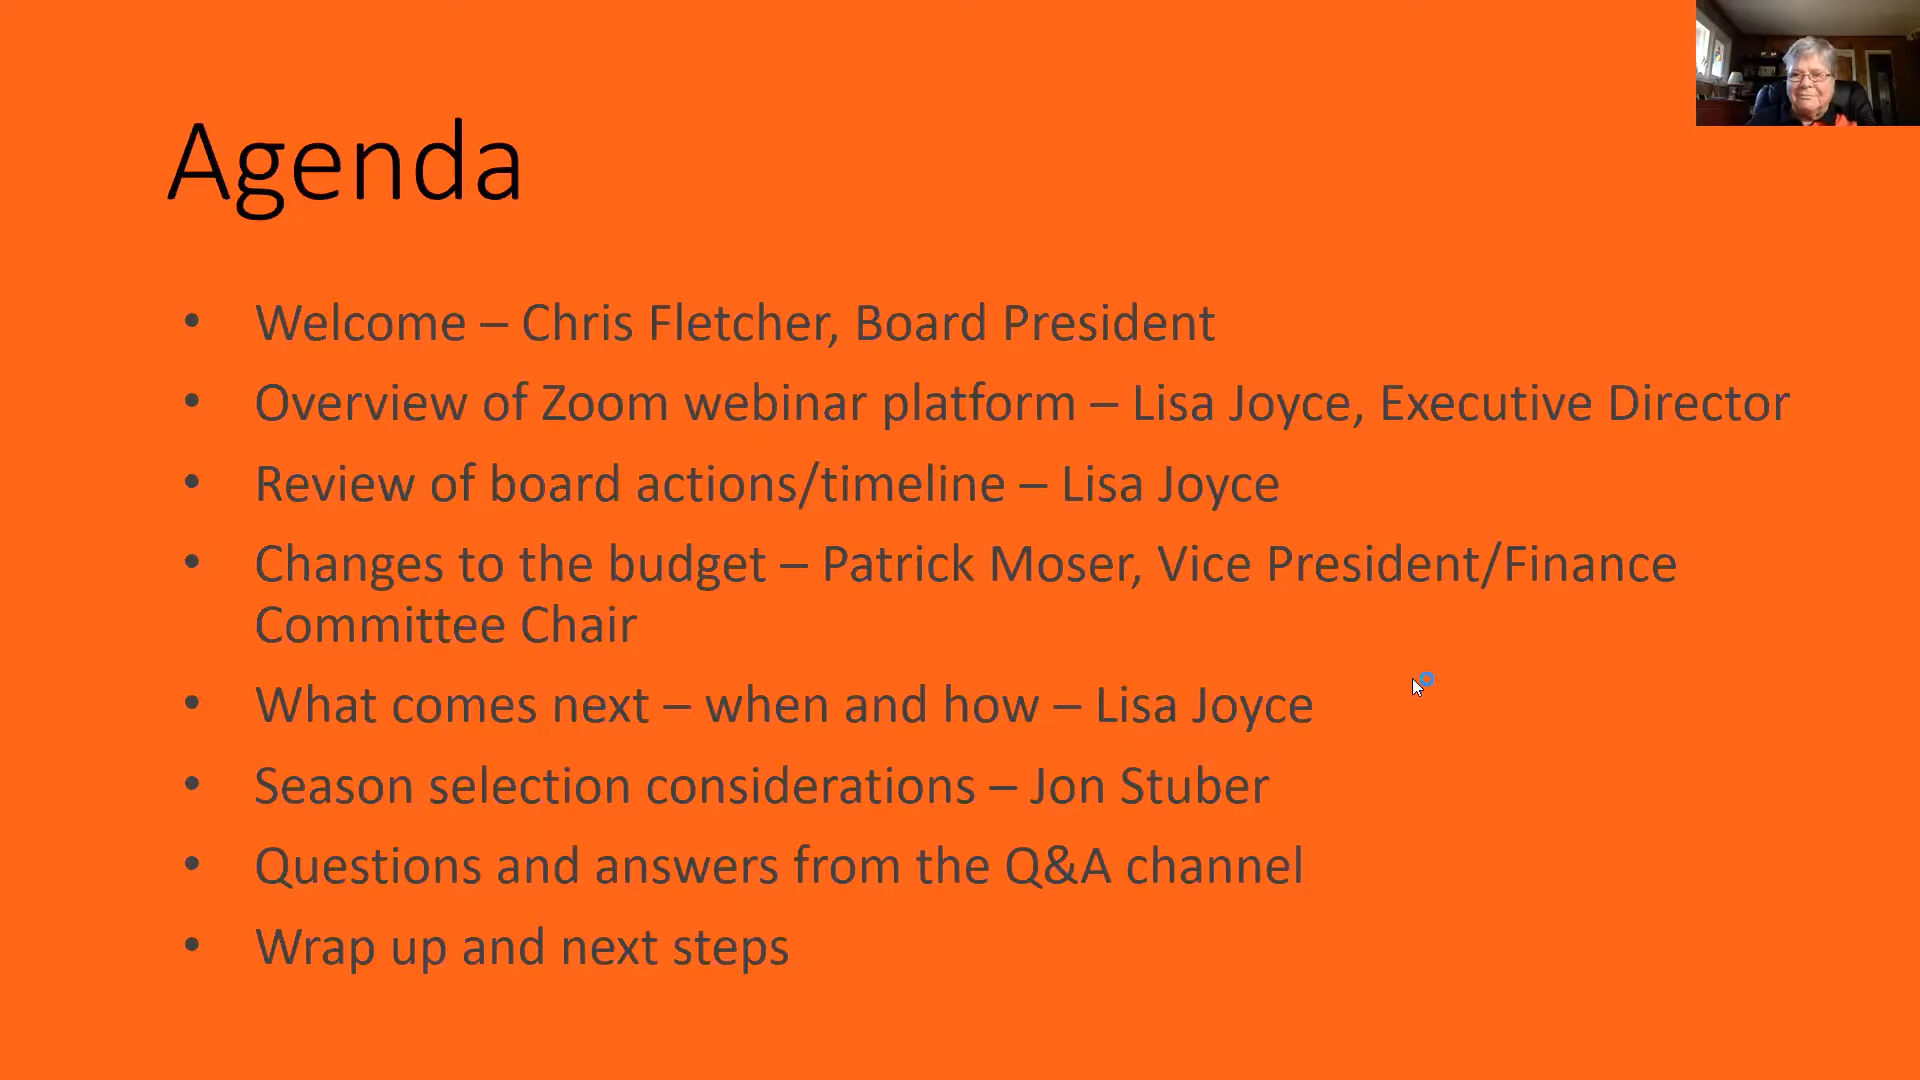 Agenda
• Welcome – Chris Fletcher, Board President
• Overview of Zoom webinar platform – Lisa Joyce, Executive Director
• Review of board actions/timeline – Lisa Joyce
• Changes to the budget – Patrick Moser, Vice President/Finance
Committee Chair
• What comes next – when and how – Lisa Joyce
• Season selection considerations – Jon Stuber
• Questions and answers from the Q&A channel
• Wrap up and next steps